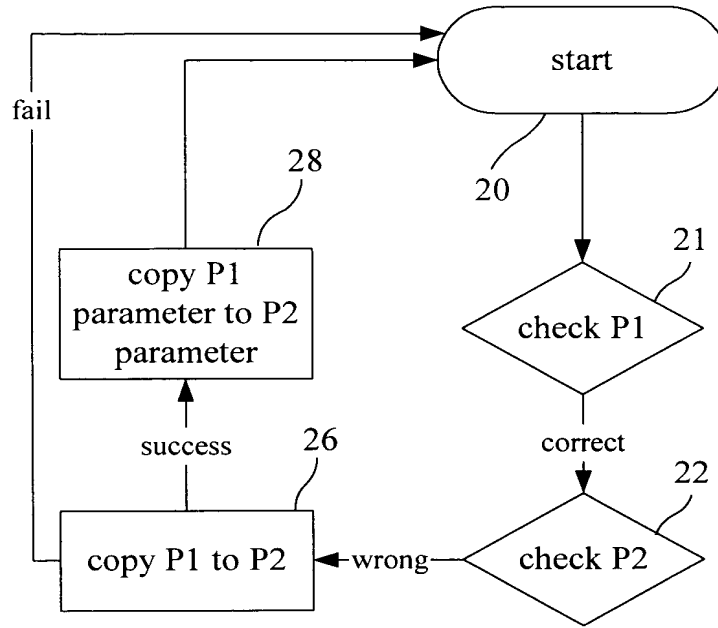 start
fail
20
28
copy P1
parameter to P2
parameter
21
check P1
success
correct
26
22
copy P1 to P2
wrong
check P2